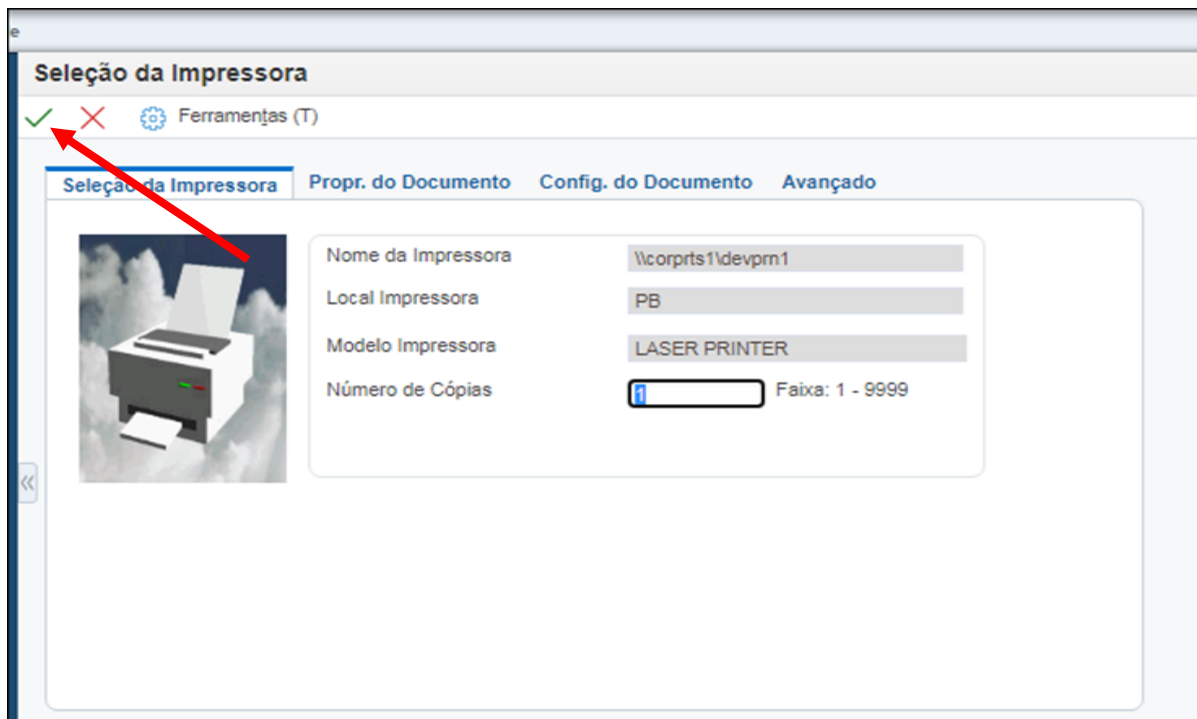 e
Seleção da Impressora
Ferramentas (T)
Seleção da Impressora Propr. do Documento Config. do Documento Avançado
Nome da Impressora \\corprts1\devprn1
Local Impressora PB
Modelo Impressora LASER PRINTER
Número de Cópias 1 Faixa: 1 - 9999